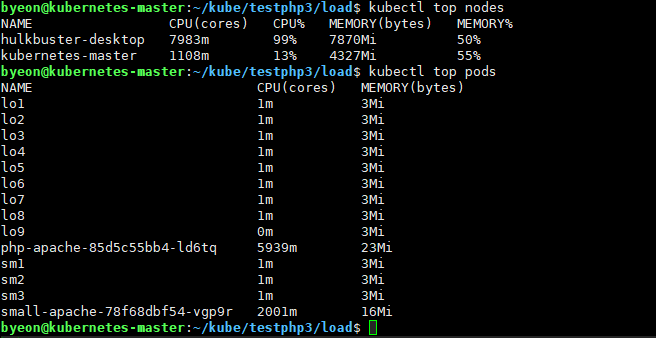 byeon@kubernetes-master:~/kube/testphp3/load$ kubectl top nodes
NAME CPU(cores) CPU% MEMORY(bytes) MEMORY%
hulkbuster-desktop 7983m 99% 7870Mi 50%
kubernetes-master 1108m 13% 4327Mi 55%
byeon@kubernetes-master:~/kube/testphp3/load$ kubectl top pods
NAME CPU(cores) MEMORY(bytes)
lo1 1m 3Mi
lo2 1m 3Mi
lo3 1m 3Mi
lo4 1m 3Mi
lo5 1m 3Mi
lo6 1m 3Mi
lo7 1m 3Mi
lo8 1m 3Mi
lo9 0m 3Mi
php-apache-85d5c55bb4-ld6tq 5939m 23Mi
sm1 1m 3Mi
sm2 1m 3Mi
sm3 1m 3Mi
small-apache-78f68dbf54-vgp9r 2001m 16Mi
byeon@kubernetes-master:~/kube/testphp3/load$